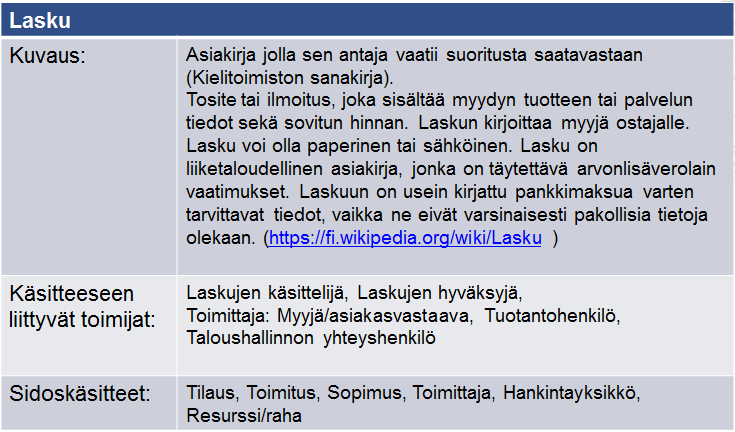 Lasku
Kuvaus:
Asiakirja jolla sen antaja vaatii suoritusta saatavastaan
(Kielitoimiston sanakirja).
Tosite tai ilmoitus, joka sisältää myydyn tuotteen tai palvelun
tiedot sekä sovitun hinnan. Laskun kirjoittaa myyjä ostajalle.
Lasku voi olla paperinen tai sähköinen. Lasku on
liiketaloudellinen asiakirja, jonka on täytettävä arvonlisäverolain
vaatimukset. Laskuun on usein kirjattu pankkimaksua varten
tarvittavat tiedot, vaikka ne eivät varsinaisesti pakollisia tietoja
olekaan. (https://fi.wikipedia.org/wiki/Lasku )
Käsitteeseen
liittyvät toimijat:
Laskujen käsittelijä, Laskujen hyväksyjä,
Toimittaja: Myyjä/asiakasvastaava, Tuotantohenkilö,
Taloushallinnon yhteyshenkilö
Sidoskäsitteet:
Tilaus, Toimitus, Sopimus, Toimittaja, Hankintayksikkö,
Resurssi/raha